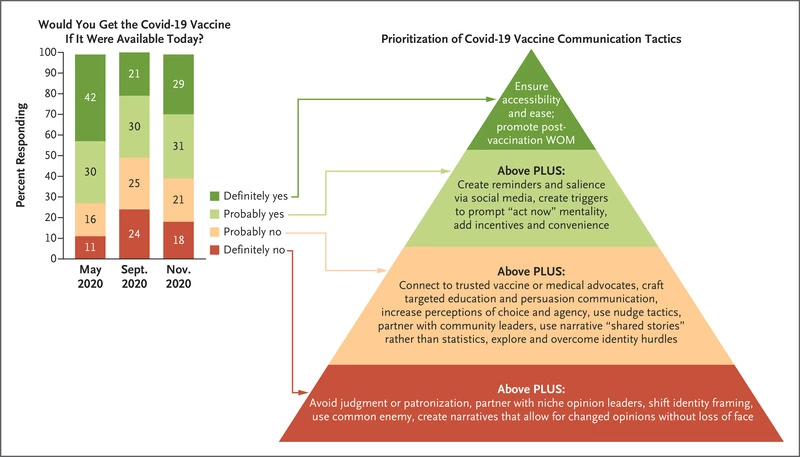 Would You Get the Covid-19 Vaccine
If It Were Available Today?
Percent Responding
100
90
80
70
60
50
40
30
20
10
0
42
30
16
11
21
30
25
24
29
31
21
18
May
2020
Sept.
2020
Nov.
2020
Definitely yes
Probably yes
Probably no
Definitely no
Prioritization of Covid-19 Vaccine Communication Tactics
Ensure
accessibility
and ease;
promote post-
vaccination WOM
Above PLUS:
Create reminders and salience
via social media, create triggers
to prompt “act now” mentality,
add incentives and convenience
Above PLUS:
Connect to trusted vaccine or medical advocates, craft
targeted education and persuasion communication,
increase perceptions of choice and agency, use nudge tactics,
partner with community leaders, use narrative “shared stories”
rather than statistics, explore and overcome identity hurdles
Above PLUS:
Avoid judgment or patronization, partner with niche opinion leaders, shift identity framing,
use common enemy, create narratives that allow for changed opinions without loss of face